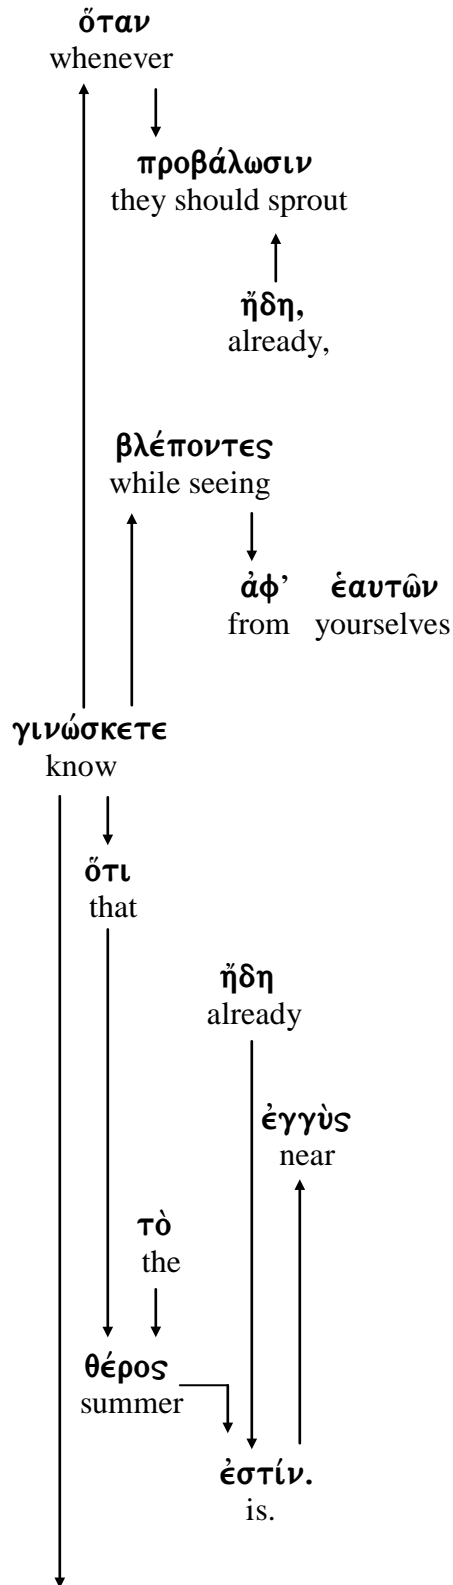 ὅταν
whenever
προβάλωσιν
they should sprout
ἤδη,
already,
βλέποντες
while seeing
ἀφ’ ἑαυτῶν
from yourselves
γινώσκετε
know
ὅτι
that
ἤδη
already
ἐγγὺς
near
τὸ
the
θέρος
summer
ἐστίν.
is.